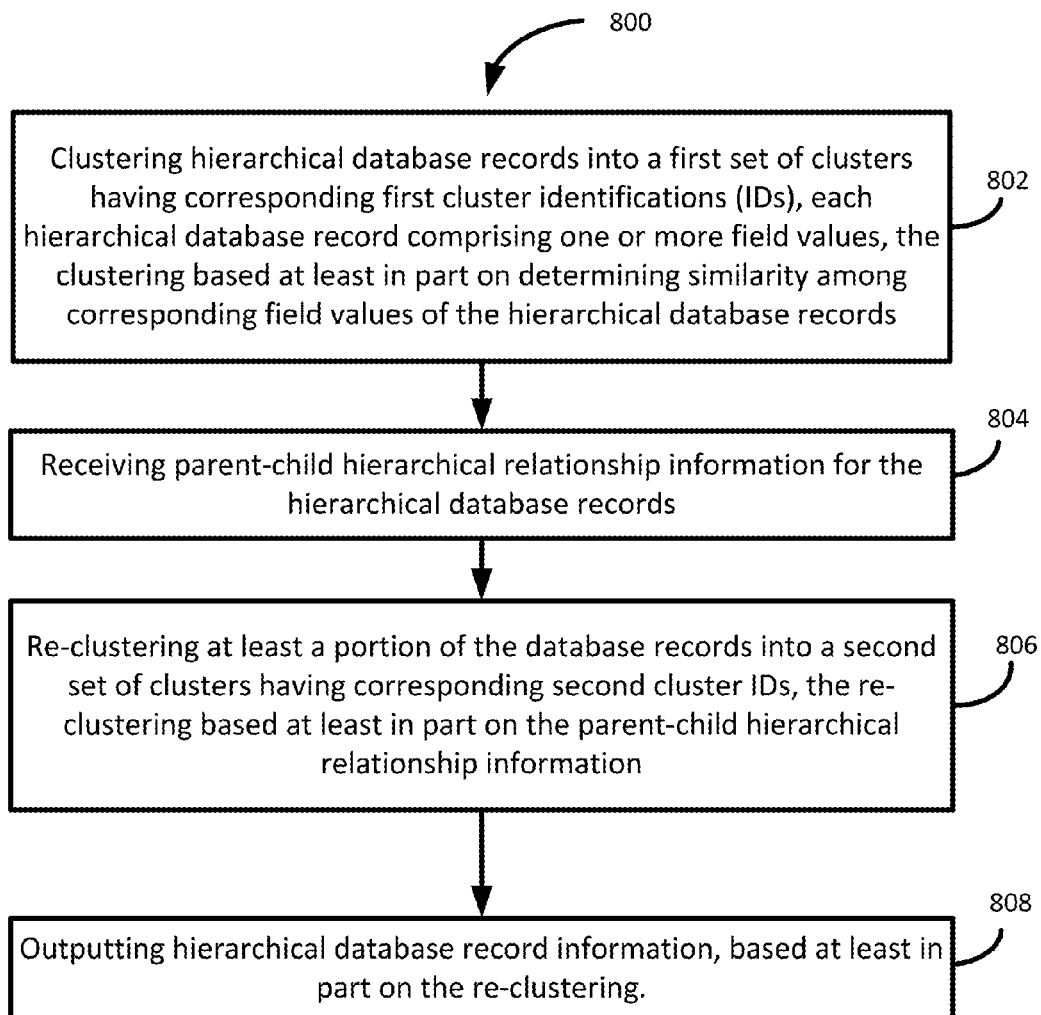 800
Clustering hierarchical database records into a first set of clusters
having corresponding first cluster identifications (IDs), each
hierarchical database record comprising one or more field values, the
clustering based at least in part on determining similarity among
corresponding field values of the hierarchical database records
802
Receiving parent-child hierarchical relationship information for the
hierarchical database records
804
Re-clustering at least a portion of the database records into a second
set of clusters having corresponding second cluster IDs, the re-
clustering based at least in part on the parent-child hierarchical
relationship information
806
Outputting hierarchical database record information, based at least in
part on the re-clustering.
808